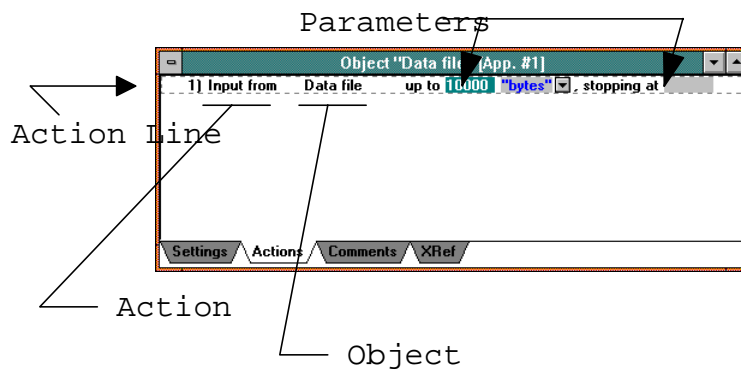 Parameters
Object "Data file" [App. #1]
1) Input from Data file up to 10000 "bytes" , stopping at
Action Line
Settings Actions Comments XRef
Action
Object